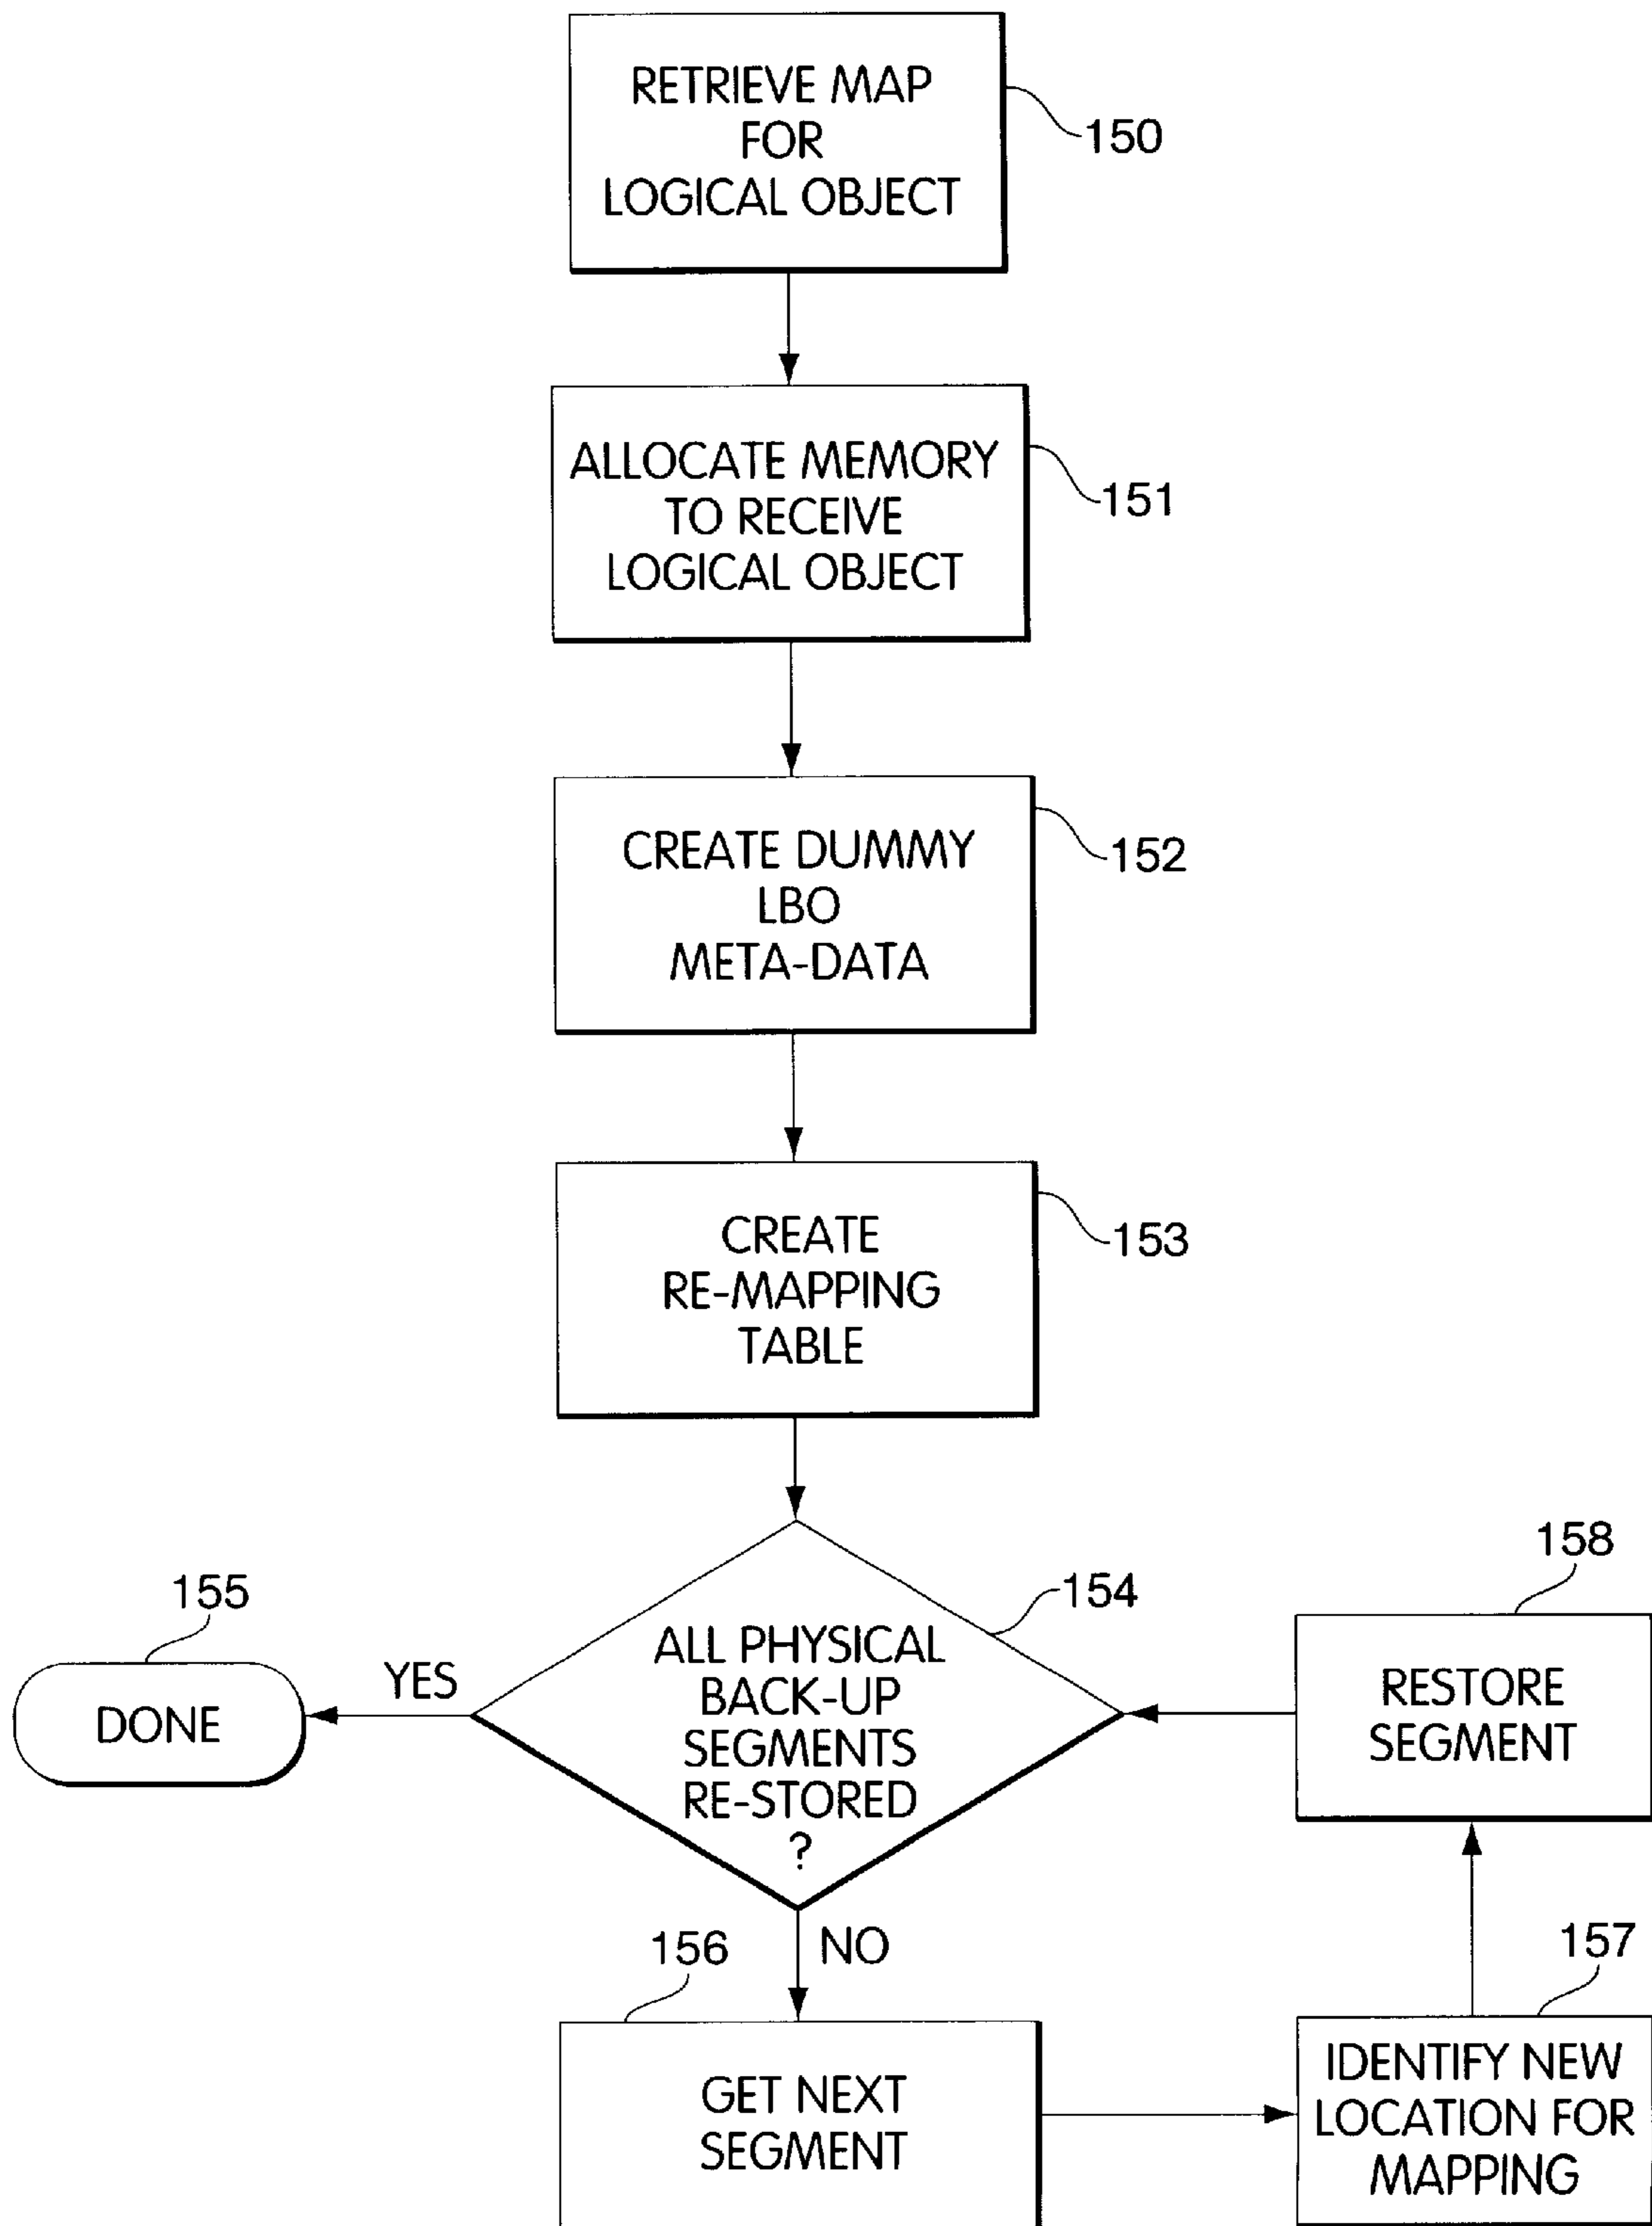 RETRIEVE MAP
FOR
LOGICAL OBJECT
150
ALLOCATE MEMORY
TO RECEIVE
LOGICAL OBJECT
151
CREATE DUMMY
LBO
META-DATA
152
CREATE
RE-MAPPING
TABLE
153
ALL PHYSICAL
BACK-UP
SEGMENTS
RE-STORED
?
154
YES
155
DONE
NO
156
GET NEXT
SEGMENT
157
IDENTIFY NEW
LOCATION FOR
MAPPING
158
RESTORE
SEGMENT